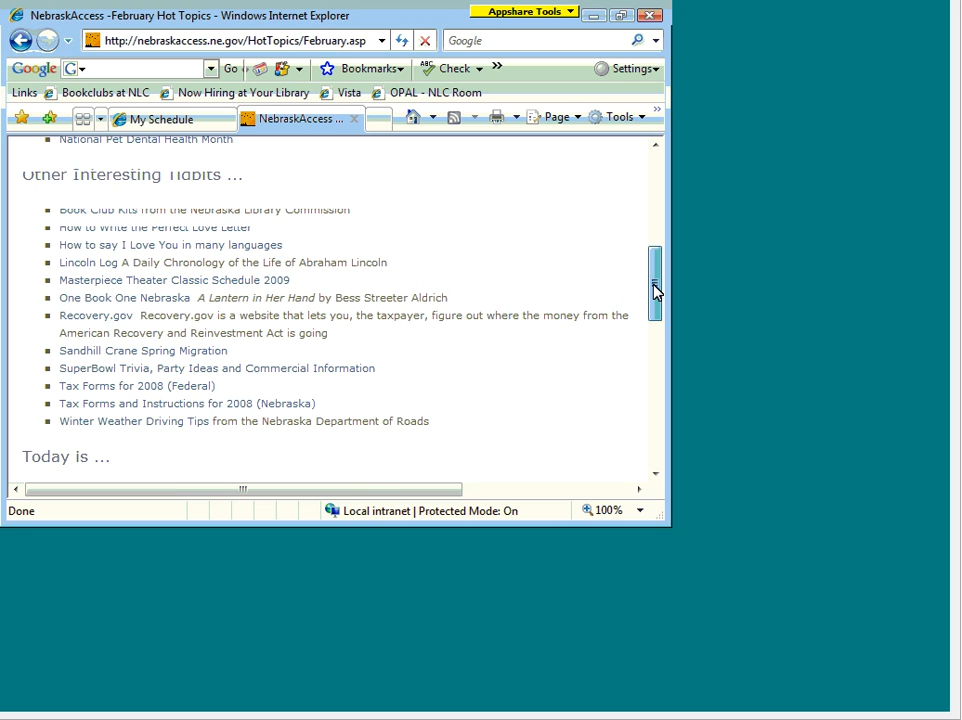 NebraskAccess -February Hot Topics - Windows Internet Explorer
Appshare Tools
http://nebraskaccess.ne.gov/HotTopics/February.asp
Google
Google
G
Go
Bookmarks
ABC
Check
Settings
Links
Bookclubs at NLC
Now Hiring at Your Library
Vista
OPAL - NLC Room
My Schedule
NebraskAccess ...
Page
Tools
National Pet Dental Health Month
Other Interesting Tidbits ...
Book Club Kits from the Nebraska Library Commission
How to Write the Perfect Love Letter
How to say I Love You in many languages
Lincoln Log A Daily Chronology of the Life of Abraham Lincoln
Masterpiece Theater Classic Schedule 2009
One Book One Nebraska A Lantern in Her Hand by Bess Streeter Aldrich
Recovery.gov Recovery.gov is a website that lets you, the taxpayer, figure out where the money from the
American Recovery and Reinvestment Act is going
Sandhill Crane Spring Migration
SuperBowl Trivia, Party Ideas and Commercial Information
Tax Forms for 2008 (Federal)
Tax Forms and Instructions for 2008 (Nebraska)
Winter Weather Driving Tips from the Nebraska Department of Roads
Today is ...
Done
Local intranet | Protected Mode: On
100%